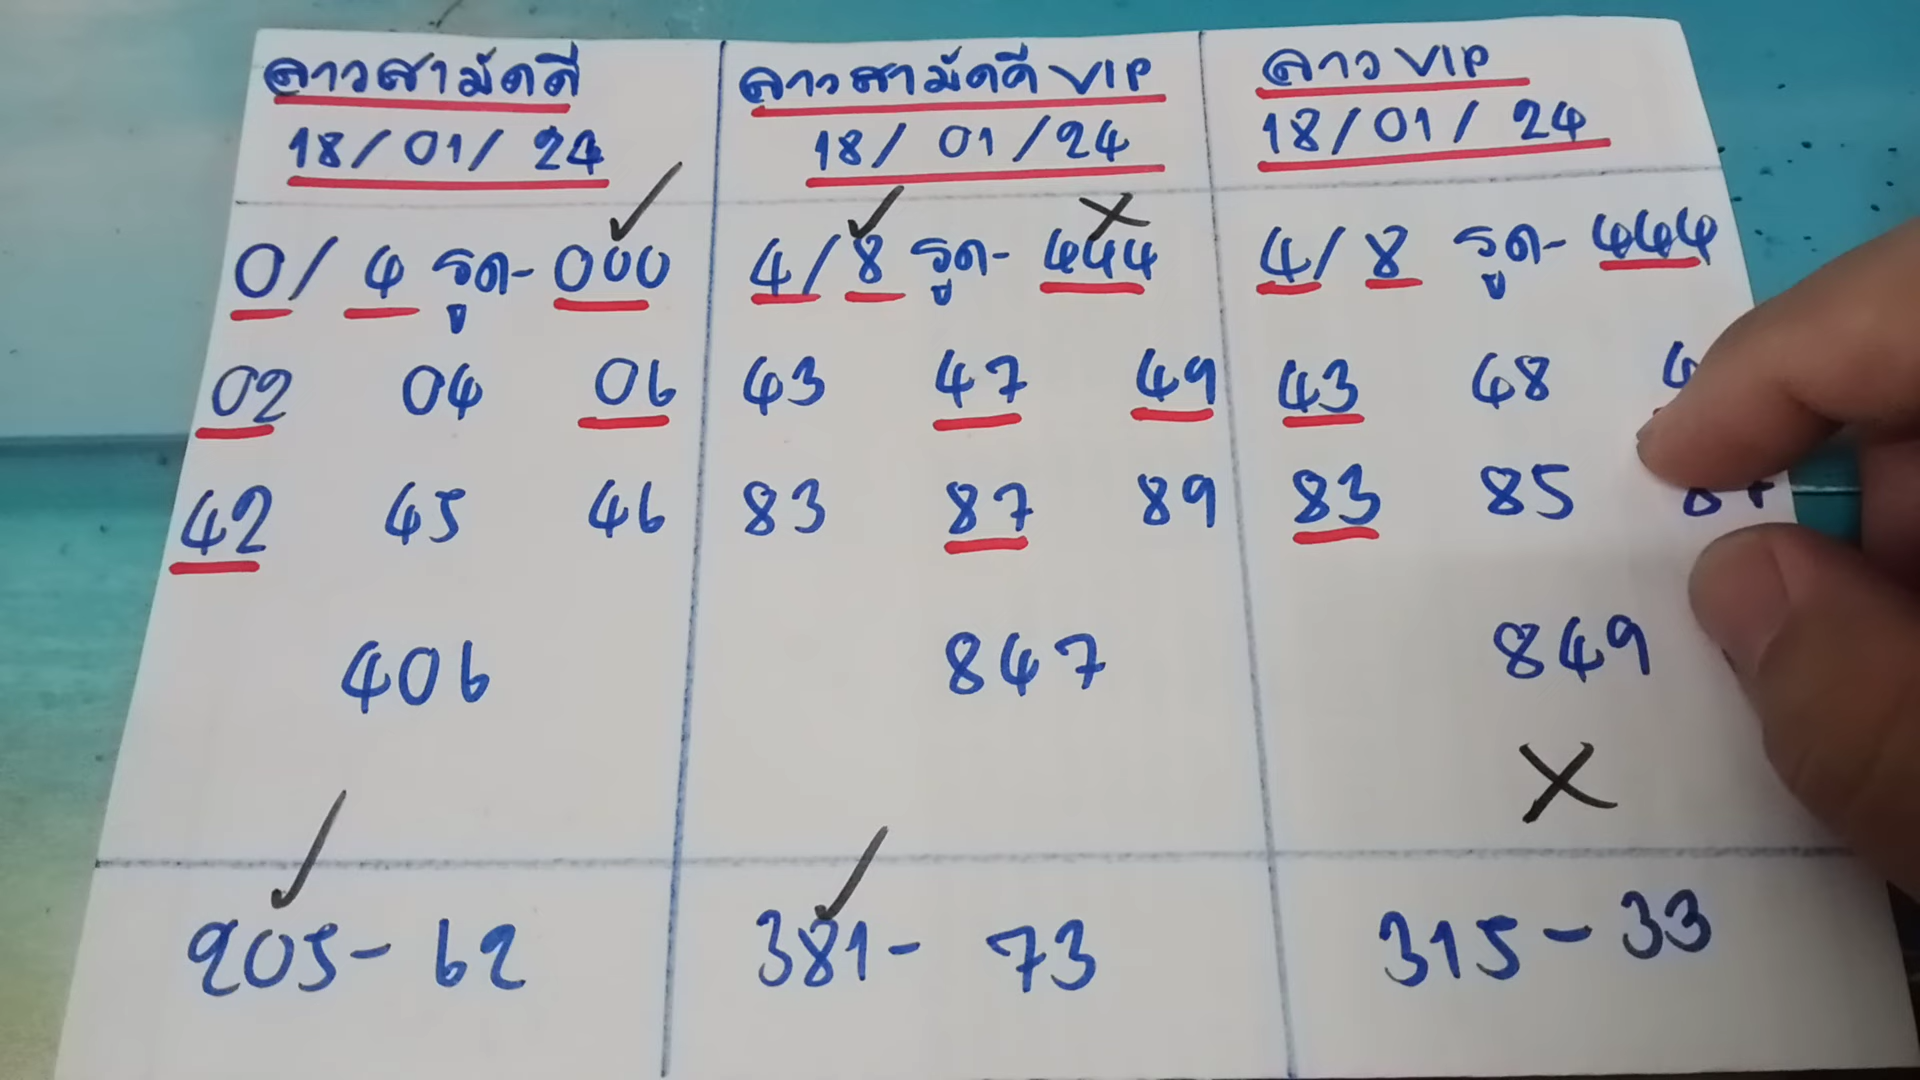 ลาวสามัคคี
18/01/24
0/4 รูด-000
02 04 06
42 45 46
406
205-62
ลาวสามัคคี VIP
18/01/24
4/8 รูด-444
43 47 49
83 87 89
847
381-73
ลาว VIP
18/01/24
4/8 รูด-444
43 48
83 85
849
315-33